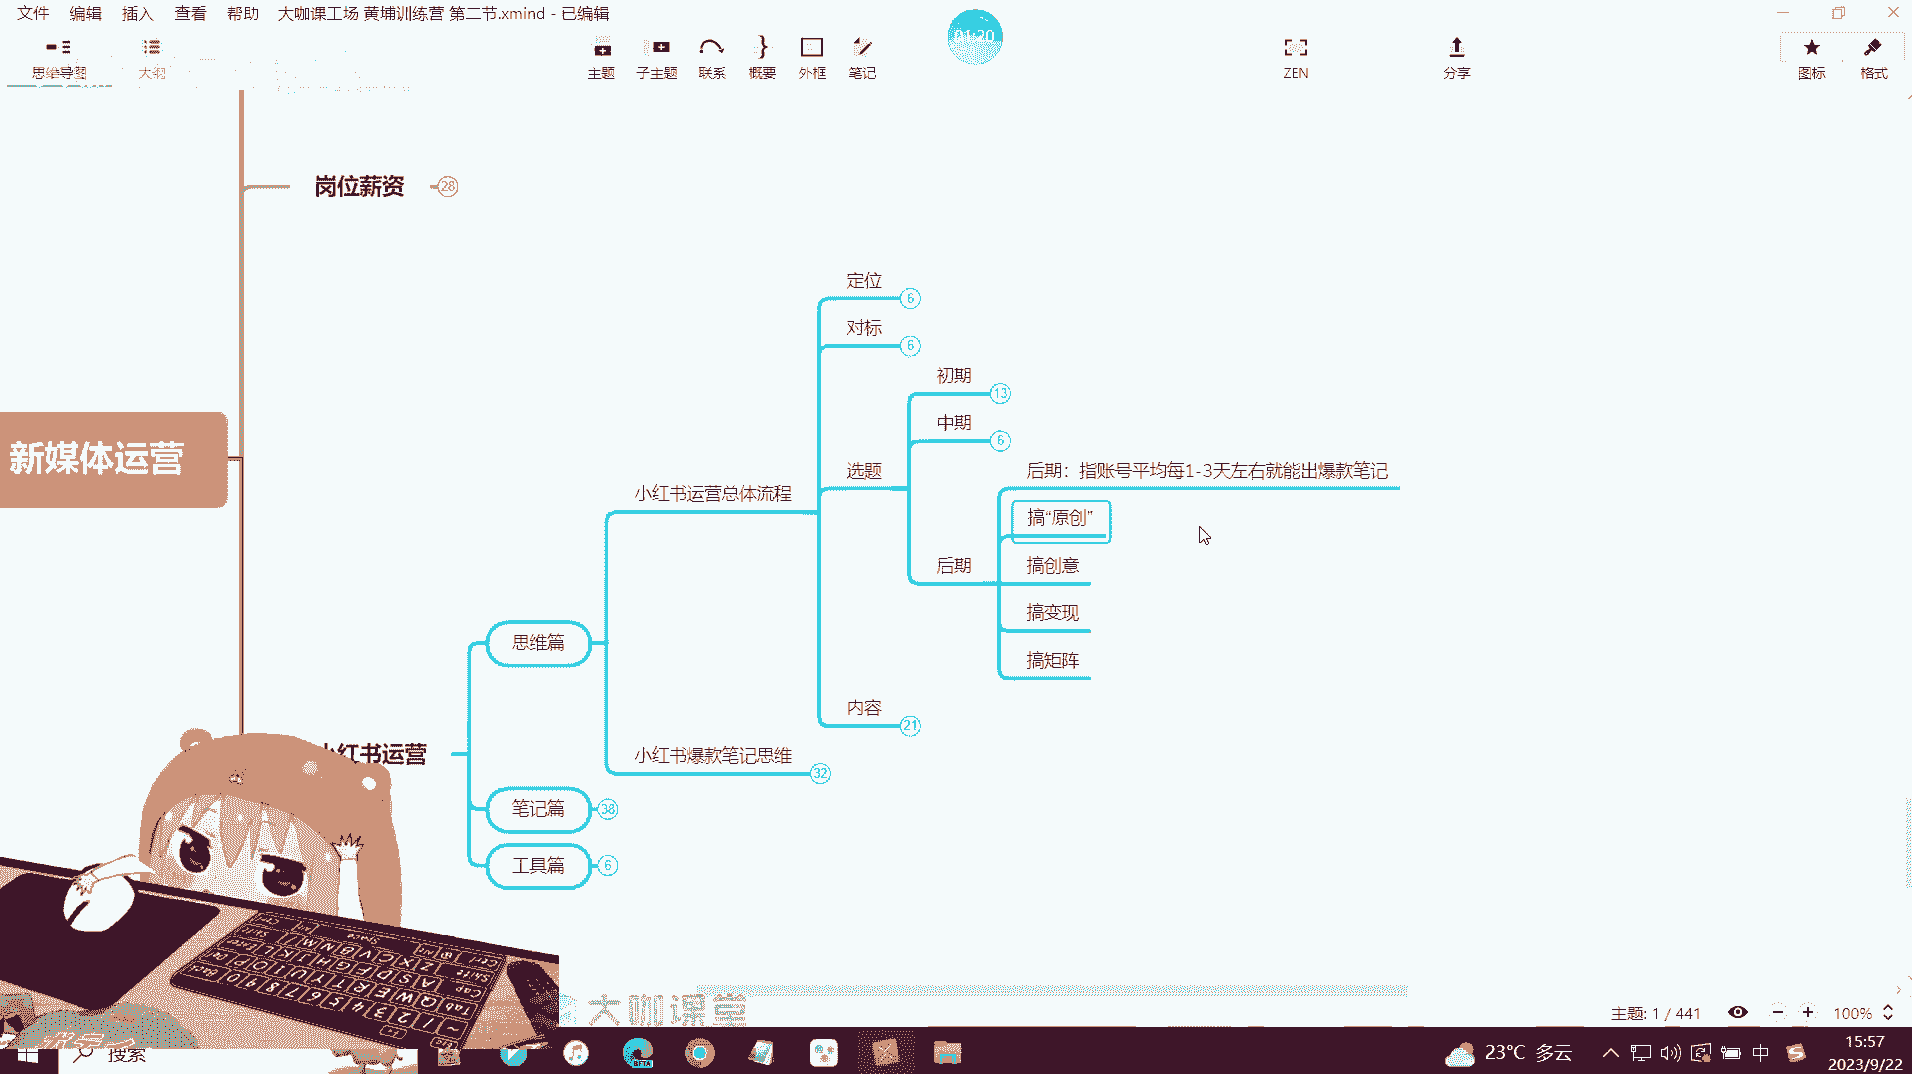 文件 编辑 插入 查看 帮助 大咖课工场 黄埔训练营 第二节.xmind - 已编辑
01:20
思维导图 大纲 主题 子主题 联系 概要 外框 笔记 ZEN 分享 图标 格式
岗位薪资 28
定位 6
对标 6
初期 13
中期 6
选题
后期：指账号平均每1-3天左右就能出爆款笔记
小红书运营总体流程
新媒体运营
搞“原创”
后期
搞创意
搞变现
思维篇
搞矩阵
内容 21
小红书运营
小红书爆款笔记思维 32
笔记篇 38
工具篇 6
大咖课堂
主题: 1 / 441 100%
搜索
BETA
23°C 多云
中
15:57
2023/9/22